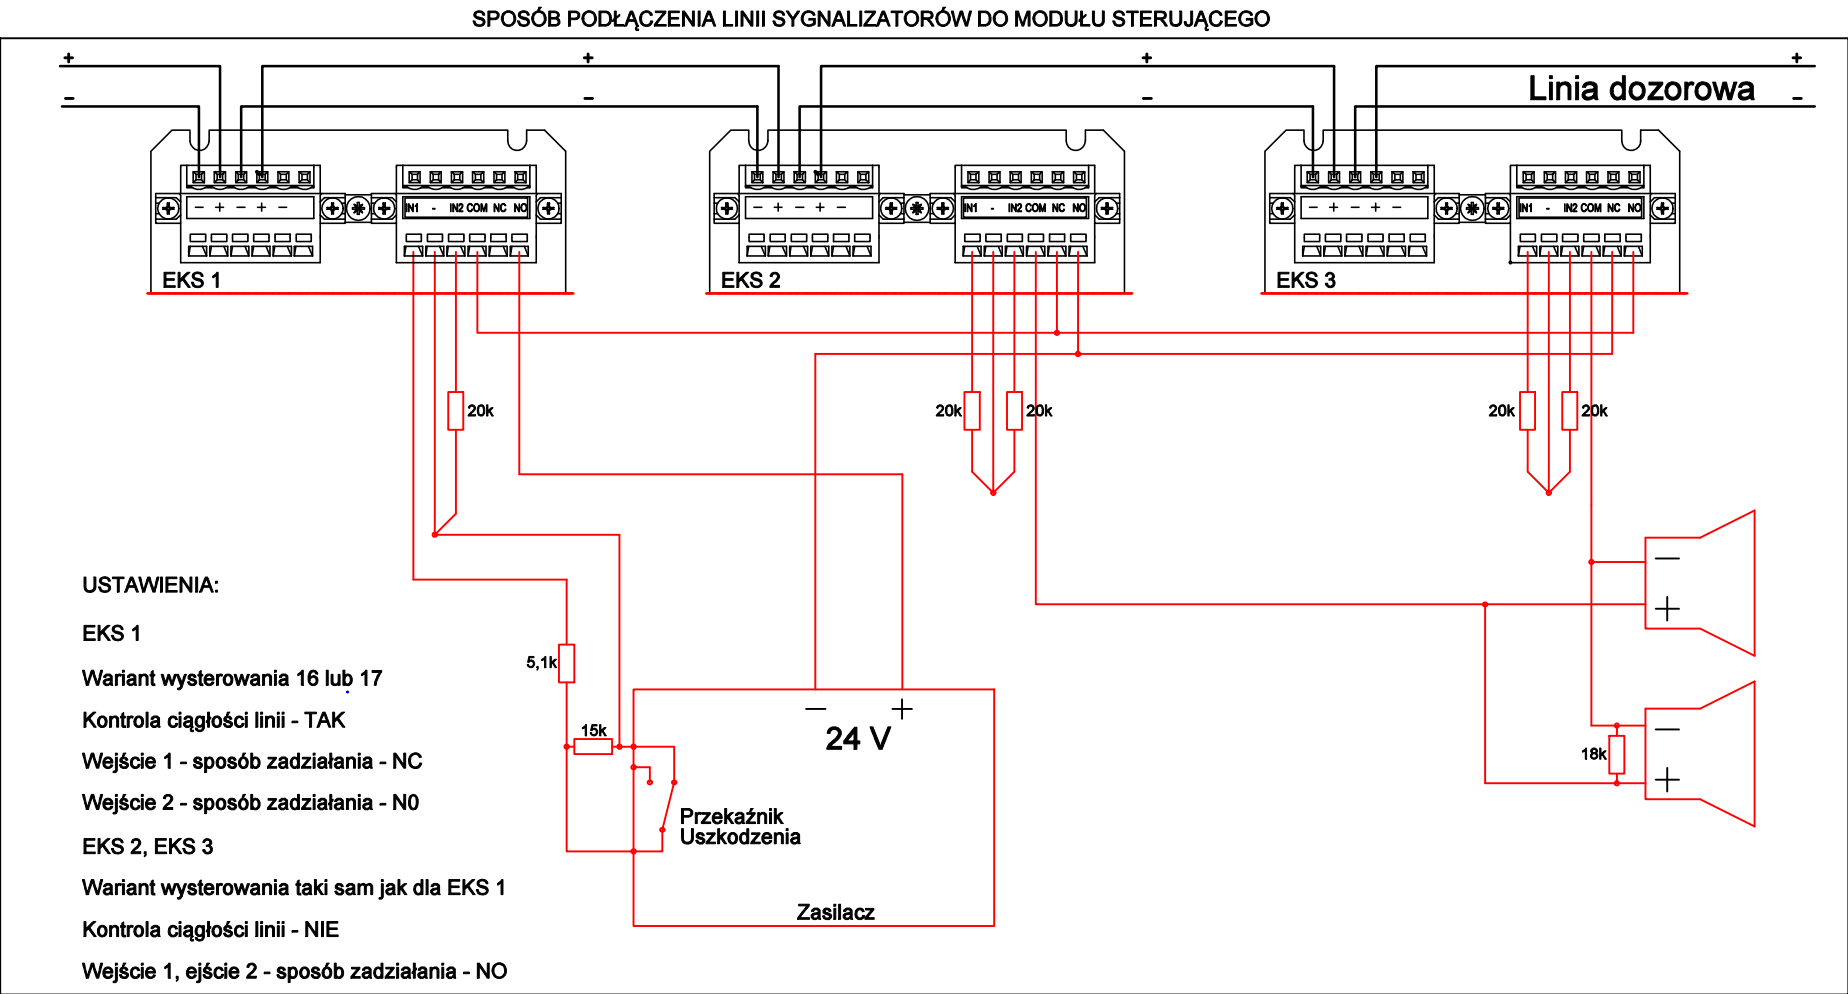 SPOSÓB PODŁĄCZENIA LINII SYGNALIZATORÓW DO MODUŁU STERUJĄCEGO
+ + + +
Linia dozorowa
- - - -
- + - + - IN1 - IN2 COM NC NO
- + - + - IN1 - IN2 COM NC NO
- + - + - IN1 - IN2 COM NC NO
EKS 1 EKS 2 EKS 3
20k 20k 20k 20k 20k
USTAWIENIA:
EKS 1
Wariant wysterowania 16 lub 17
Kontrola ciągłości linii - TAK
Wejście 1 - sposób zadziałania - NC
Wejście 2 - sposób zadziałania - N0
EKS 2, EKS 3
Wariant wysterowania taki sam jak dla EKS 1
Kontrola ciągłości linii - NIE
Wejście 1, ejście 2 - sposób zadziałania - NO
5,1k
15k
- +
24 V
Przekaźnik
Uszkodzenia
Zasilacz
-
+
-
18k
+